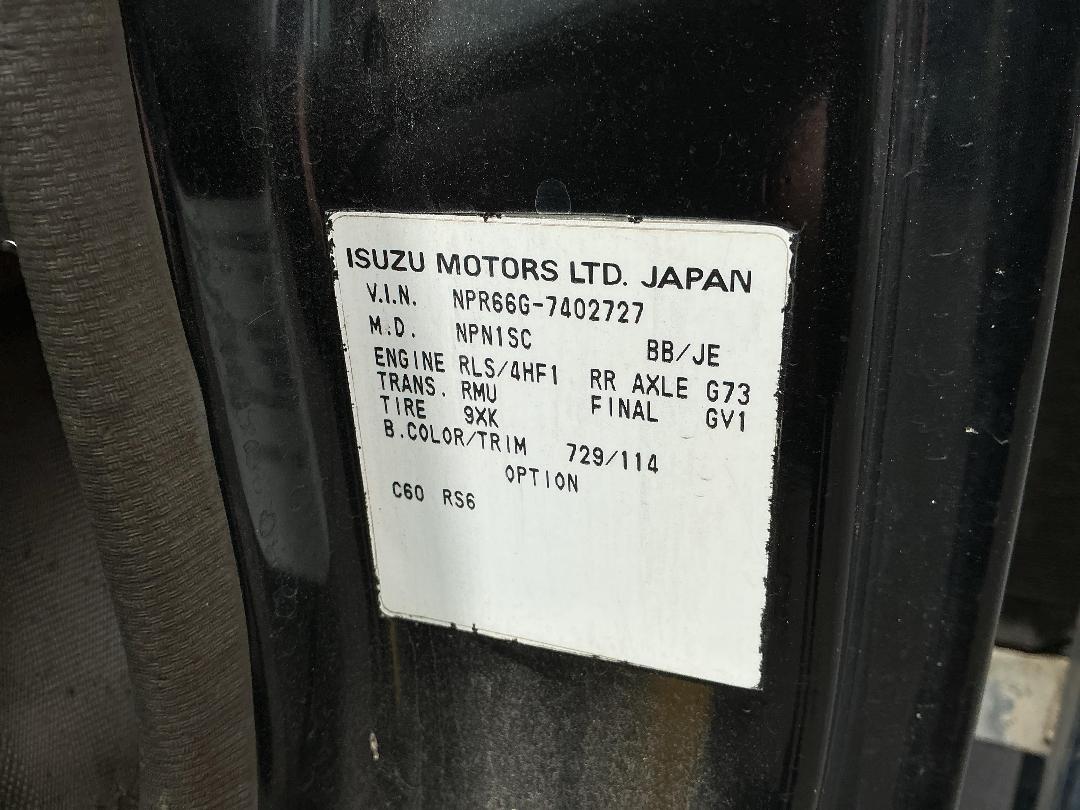 ISUZU MOTORS LTD. JAPAN
V.I.N. NPR66G-7402727
M.D. NPN1SC BB/JE
ENGINE RLS/4HF1 RR AXLE G73
TRANS. RMU FINAL GV1
TIRE 9XK
B.COLOR/TRIM 729/114
OPTION
C60 RS6